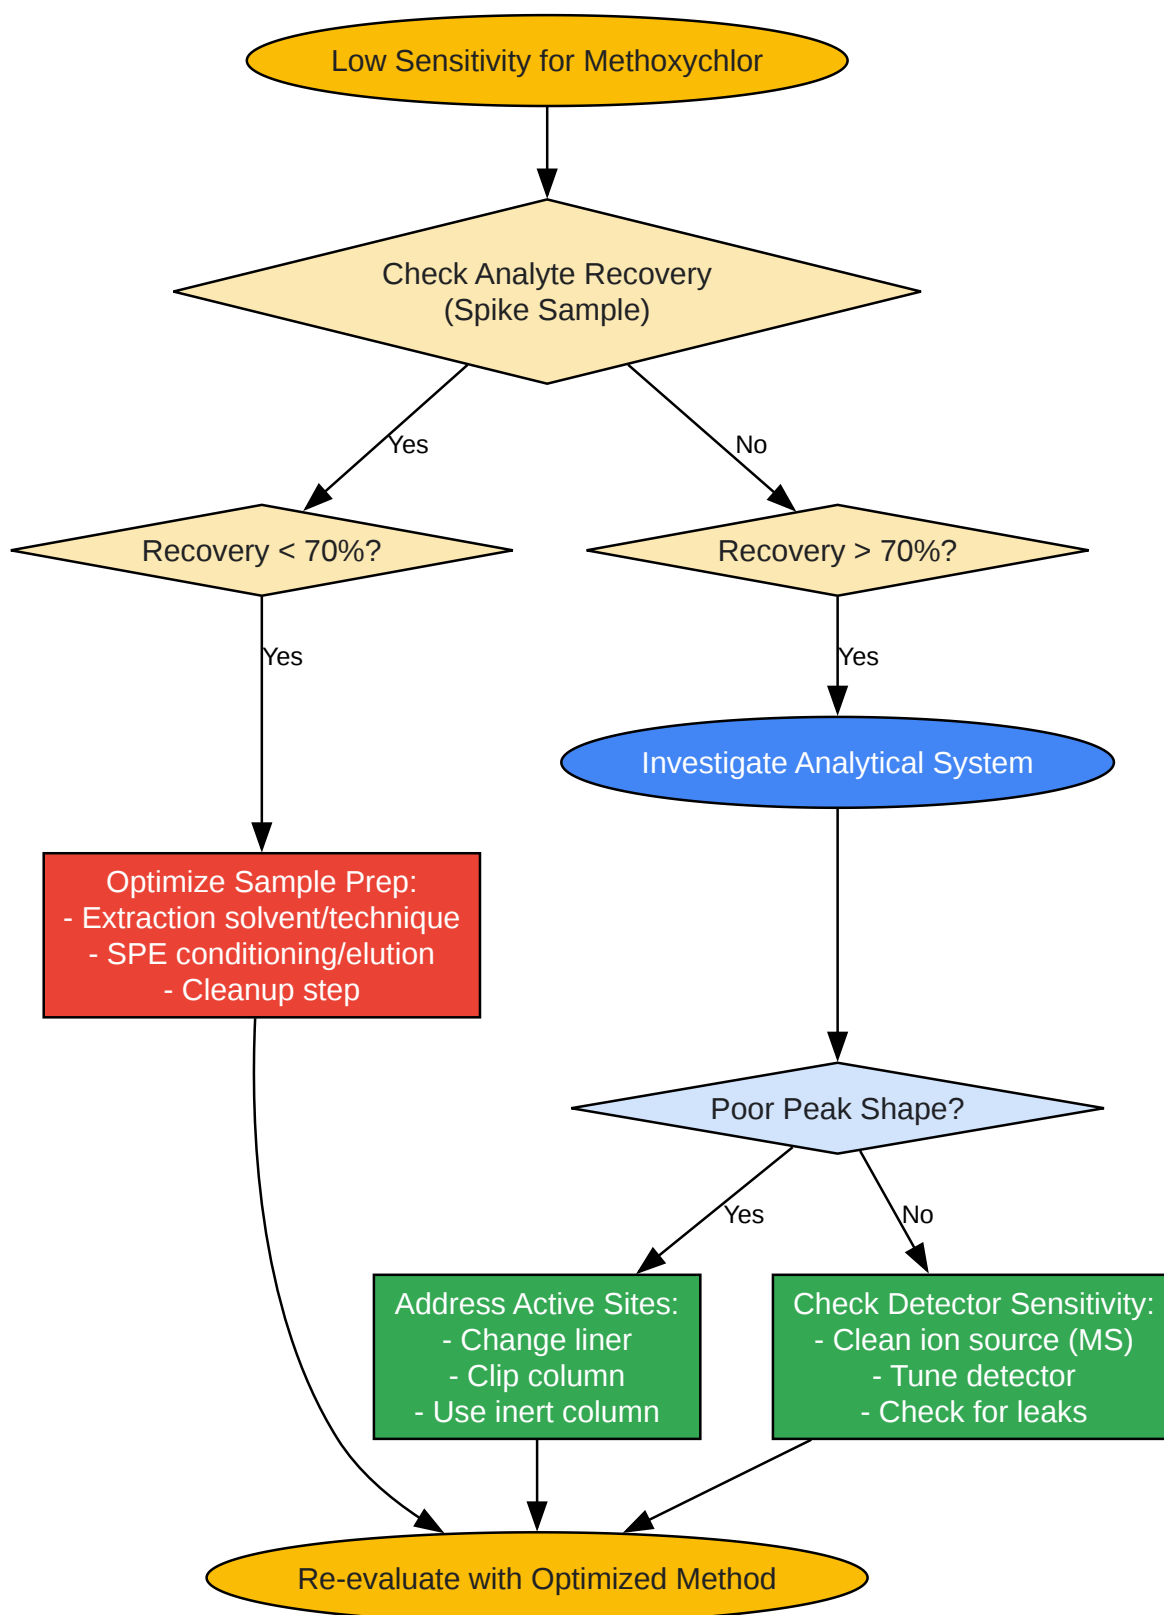 Low Sensitivity for Methoxychlor
Check Analyte Recovery
(Spike Sample)
Yes
No
Recovery < 70%?
Recovery > 70%?
Yes
Yes
Investigate Analytical System
Optimize Sample Prep:
- Extraction solvent/technique
- SPE conditioning/elution
- Cleanup step
Poor Peak Shape?
Yes
No
Address Active Sites:
- Change liner
- Clip column
- Use inert column
Check Detector Sensitivity:
- Clean ion source (MS)
- Tune detector
- Check for leaks
Re-evaluate with Optimized Method